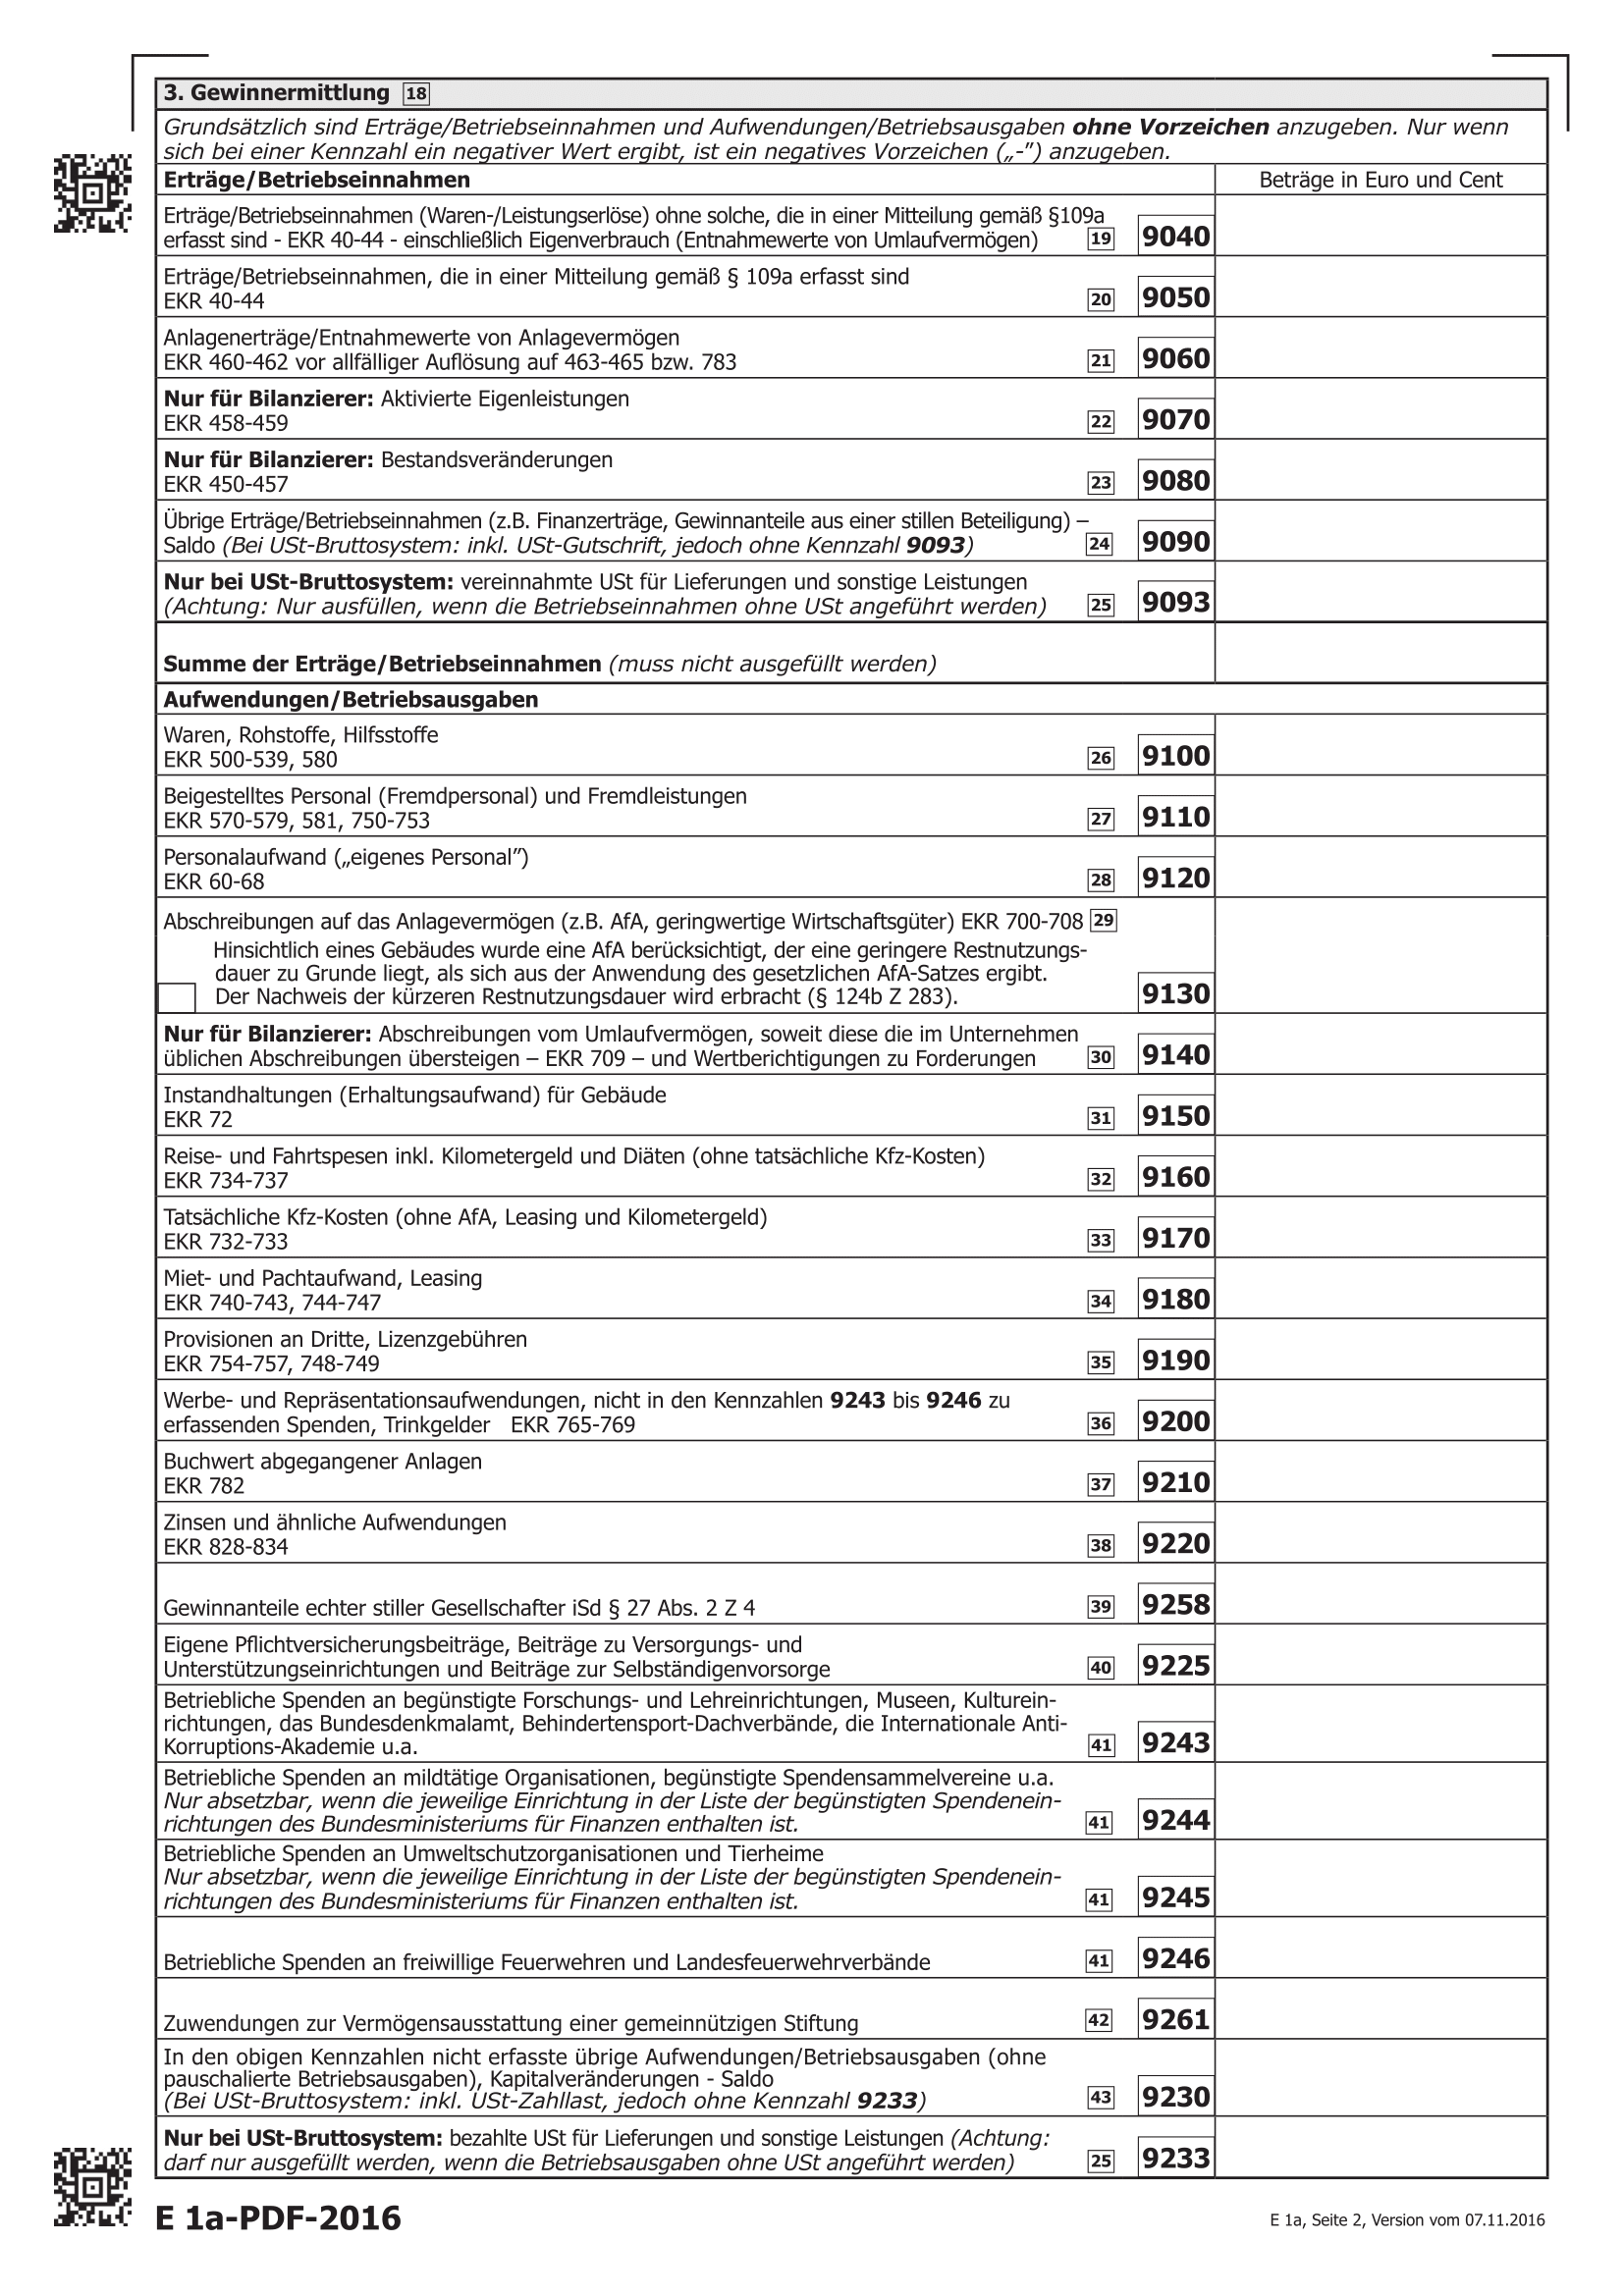 3. Gewinnermittlung 18
Grundsätzlich sind Erträge/Betriebseinnahmen und Aufwendungen/Betriebsausgaben ohne Vorzeichen anzugeben. Nur wenn
sich bei einer Kennzahl ein negativer Wert ergibt, ist ein negatives Vorzeichen („-") anzugeben.
Erträge/Betriebseinnahmen Beträge in Euro und Cent
Erträge/Betriebseinnahmen (Waren-/Leistungserlöse) ohne solche, die in einer Mitteilung gemäß §109a
erfasst sind - EKR 40-44 - einschließlich Eigenverbrauch (Entnahmewerte von Umlaufvermögen) 19 9040
Erträge/Betriebseinnahmen, die in einer Mitteilung gemäß § 109a erfasst sind
EKR 40-44 20 9050
Anlagenerträge/Entnahmewerte von Anlagevermögen
EKR 460-462 vor allfälliger Auflösung auf 463-465 bzw. 783 21 9060
Nur für Bilanzierer: Aktivierte Eigenleistungen
EKR 458-459 22 9070
Nur für Bilanzierer: Bestandsveränderungen
EKR 450-457 23 9080
Übrige Erträge/Betriebseinnahmen (z.B. Finanzerträge, Gewinnanteile aus einer stillen Beteiligung) –
Saldo (Bei USt-Bruttosystem: inkl. USt-Gutschrift, jedoch ohne Kennzahl 9093) 24 9090
Nur bei USt-Bruttosystem: vereinnahmte USt für Lieferungen und sonstige Leistungen
(Achtung: Nur ausfüllen, wenn die Betriebseinnahmen ohne USt angeführt werden) 25 9093
Summe der Erträge/Betriebseinnahmen (muss nicht ausgefüllt werden)
Aufwendungen/Betriebsausgaben
Waren, Rohstoffe, Hilfsstoffe
EKR 500-539, 580 26 9100
Beigestelltes Personal (Fremdpersonal) und Fremdleistungen
EKR 570-579, 581, 750-753 27 9110
Personalaufwand („eigenes Personal")
EKR 60-68 28 9120
Abschreibungen auf das Anlagevermögen (z.B. AfA, geringwertige Wirtschaftsgüter) EKR 700-708 29
Hinsichtlich eines Gebäudes wurde eine AfA berücksichtigt, der eine geringere Restnutzungs-
dauer zu Grunde liegt, als sich aus der Anwendung des gesetzlichen AfA-Satzes ergibt.
Der Nachweis der kürzeren Restnutzungsdauer wird erbracht (§ 124b Z 283). 9130
Nur für Bilanzierer: Abschreibungen vom Umlaufvermögen, soweit diese die im Unternehmen
üblichen Abschreibungen übersteigen – EKR 709 – und Wertberichtigungen zu Forderungen 30 9140
Instandhaltungen (Erhaltungsaufwand) für Gebäude
EKR 72 31 9150
Reise- und Fahrtspesen inkl. Kilometergeld und Diäten (ohne tatsächliche Kfz-Kosten)
EKR 734-737 32 9160
Tatsächliche Kfz-Kosten (ohne AfA, Leasing und Kilometergeld)
EKR 732-733 33 9170
Miet- und Pachtaufwand, Leasing
EKR 740-743, 744-747 34 9180
Provisionen an Dritte, Lizenzgebühren
EKR 754-757, 748-749 35 9190
Werbe- und Repräsentationsaufwendungen, nicht in den Kennzahlen 9243 bis 9246 zu
erfassenden Spenden, Trinkgelder EKR 765-769 36 9200
Buchwert abgegangener Anlagen
EKR 782 37 9210
Zinsen und ähnliche Aufwendungen
EKR 828-834 38 9220
Gewinnanteile echter stiller Gesellschafter iSd § 27 Abs. 2 Z 4 39 9258
Eigene Pflichtversicherungsbeiträge, Beiträge zu Versorgungs- und
Unterstützungseinrichtungen und Beiträge zur Selbständigenvorsorge 40 9225
Betriebliche Spenden an begünstigte Forschungs- und Lehreinrichtungen, Museen, Kulturein-
richtungen, das Bundesdenkmalamt, Behindertensport-Dachverbände, die Internationale Anti-
Korruptions-Akademie u.a. 41 9243
Betriebliche Spenden an mildtätige Organisationen, begünstigte Spendensammelvereine u.a.
Nur absetzbar, wenn die jeweilige Einrichtung in der Liste der begünstigten Spendenein-
richtungen des Bundesministeriums für Finanzen enthalten ist. 41 9244
Betriebliche Spenden an Umweltschutzorganisationen und Tierheime
Nur absetzbar, wenn die jeweilige Einrichtung in der Liste der begünstigten Spendenein-
richtungen des Bundesministeriums für Finanzen enthalten ist. 41 9245
Betriebliche Spenden an freiwillige Feuerwehren und Landesfeuerwehrverbände 41 9246
Zuwendungen zur Vermögensausstattung einer gemeinnützigen Stiftung 42 9261
In den obigen Kennzahlen nicht erfasste übrige Aufwendungen/Betriebsausgaben (ohne
pauschalierte Betriebsausgaben), Kapitalveränderungen - Saldo
(Bei USt-Bruttosystem: inkl. USt-Zahllast, jedoch ohne Kennzahl 9233) 43 9230
Nur bei USt-Bruttosystem: bezahlte USt für Lieferungen und sonstige Leistungen (Achtung:
darf nur ausgefüllt werden, wenn die Betriebsausgaben ohne USt angeführt werden) 25 9233
E 1a-PDF-2016 E 1a, Seite 2, Version vom 07.11.2016